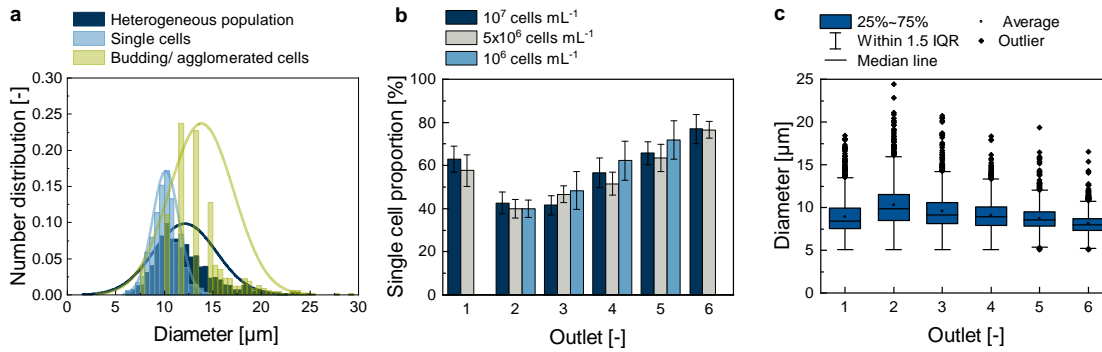 a
Heterogeneous population
Single cells
Budding/ agglomerated cells
Number distribution [-]
0.30
0.25
0.20
0.15
0.10
0.05
0.00
0 5 10 15 20 25 30
Diameter [µm]
b
10⁷ cells mL⁻¹
5x10⁶ cells mL⁻¹
10⁶ cells mL⁻¹
Single cell proportion [%]
100
80
60
40
20
0
1 2 3 4 5 6
Outlet [-]
c
25%~75%
Within 1.5 IQR
Median line
Average
Outlier
Diameter [µm]
25
20
15
10
5
0
1 2 3 4 5 6
Outlet [-]